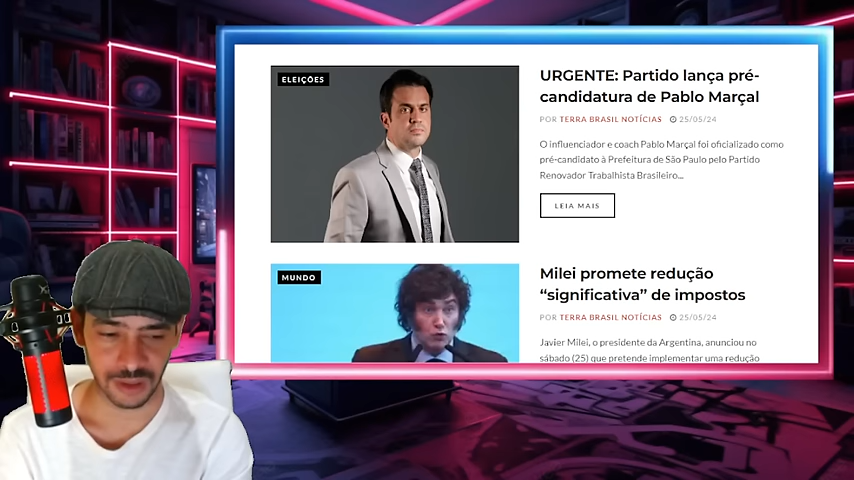 ELEIÇÕES
URGENTE: Partido lança pré-
candidatura de Pablo Marçal
POR TERRA BRASIL NOTÍCIAS 25/05/24
O influenciador e coach Pablo Marçal foi oficializado como
pré-candidato à Prefeitura de São Paulo pelo Partido
Renovador Trabalhista Brasileiro...
LEIA MAIS
MUNDO
Milei promete redução
“significativa” de impostos
POR TERRA BRASIL NOTÍCIAS 25/05/24
Javier Milei, o presidente da Argentina, anunciou no
sábado (25) que pretende implementar uma redução